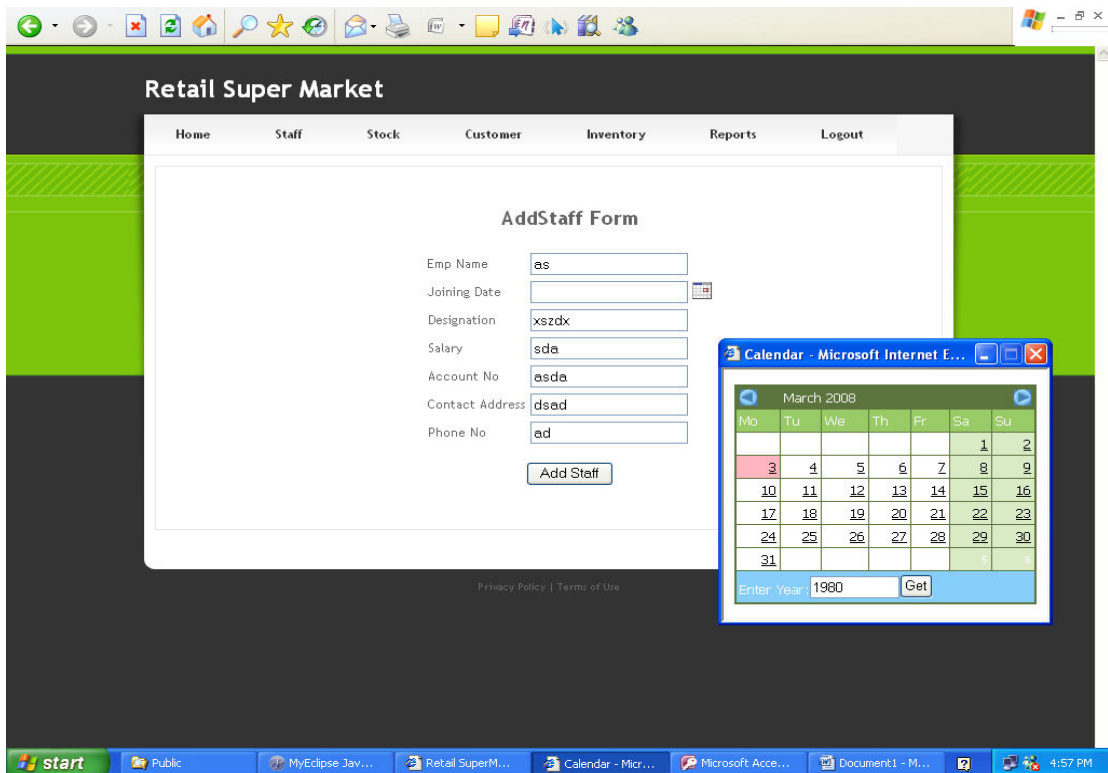 Retail Super Market
Home Staff Stock Customer Inventory Reports Logout
AddStaff Form
Emp Name as
Joining Date
Designation xszdx
Salary sda
Account No asda
Contact Address dsad
Phone No ad
Add Staff
Calendar - Microsoft Internet E...
March 2008
Mo Tu We Th Fr Sa Su
1 2
3 4 5 6 7 8 9
10 11 12 13 14 15 16
17 18 19 20 21 22 23
24 25 26 27 28 29 30
31 5 6
Enter Year: 1980 Get
Privacy Policy | Terms of Use
start Public MyEclipse Jav... Retail SuperM... Calendar - Micr... Microsoft Acce... Document1 - M... 4:57 PM